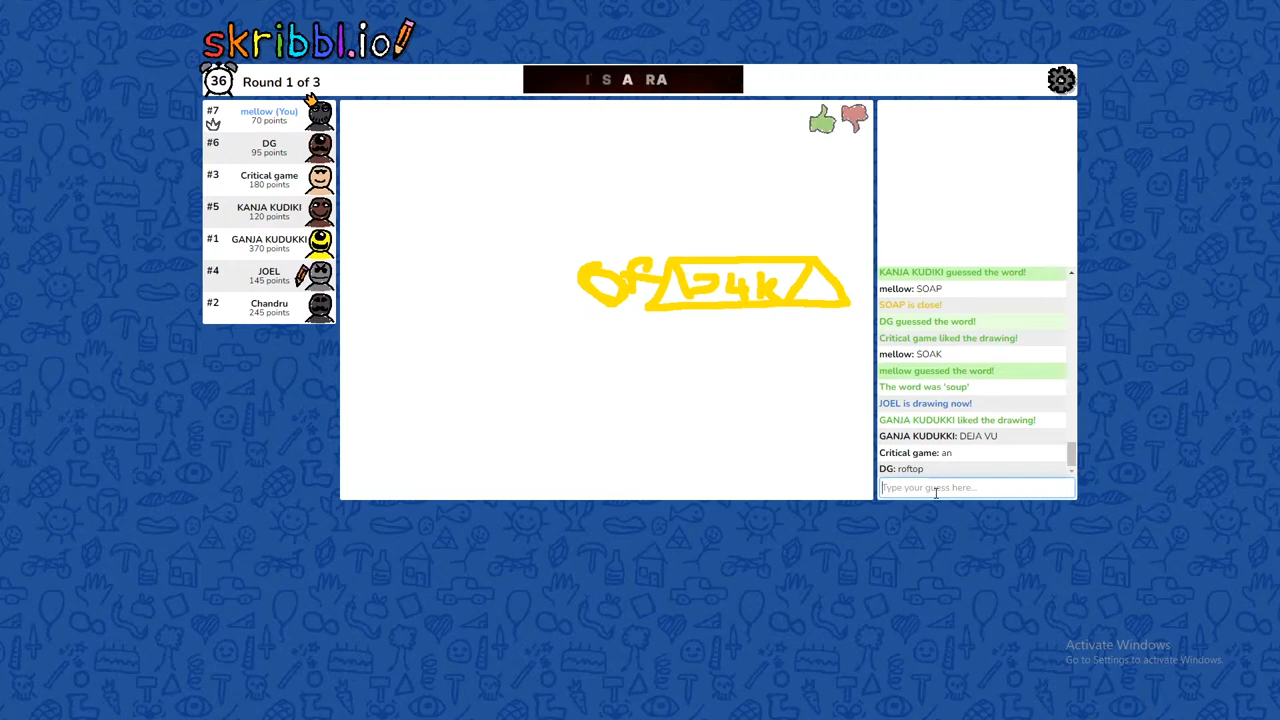 skribbl.io
36
Round 1 of 3
I S A RA
#7
mellow (You)
70 points
#6
DG
95 points
#3
Critical game
180 points
#5
KANJA KUDIKI
120 points
#1
GANJA KUDUKKI
370 points
#4
JOEL
145 points
#2
Chandru
245 points
24k
KANJA KUDIKI guessed the word!
mellow: SOAP
SOAP is close!
DG guessed the word!
Critical game liked the drawing!
mellow: SOAK
mellow guessed the word!
The word was 'soup'
JOEL is drawing now!
GANJA KUDUKKI liked the drawing!
GANJA KUDUKKI: DEJA VU
Critical game: an
DG: roftop
Type your guess here...
Activate Windows
Go to Settings to activate Windows.